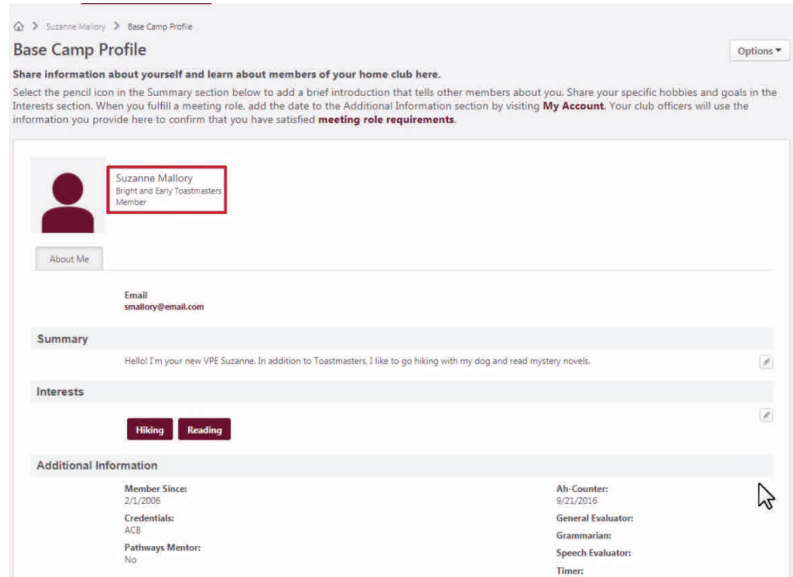 Suzanne Mallory > Base Camp Profile
Base Camp Profile
Options
Share information about yourself and learn about members of your home club here.
Select the pencil icon in the Summary section below to add a brief introduction that tells other members about you. Share your specific hobbies and goals in the
Interests section. When you fulfill a meeting role, add the date to the Additional Information section by visiting My Account. Your club officers will use the
information you provide here to confirm that you have satisfied meeting role requirements.
Suzanne Mallory
Bright and Early Toastmasters
Member
About Me
Email
smallory@email.com
Summary
Hello! I'm your new VPE Suzanne. In addition to Toastmasters, I like to go hiking with my dog and read mystery novels.
Interests
Hiking Reading
Additional Information
Member Since:
2/1/2006
Credentials:
ACB
Pathways Mentor:
No
Ah-Counter:
9/21/2016
General Evaluator:
Grammarian:
Speech Evaluator:
Timer: